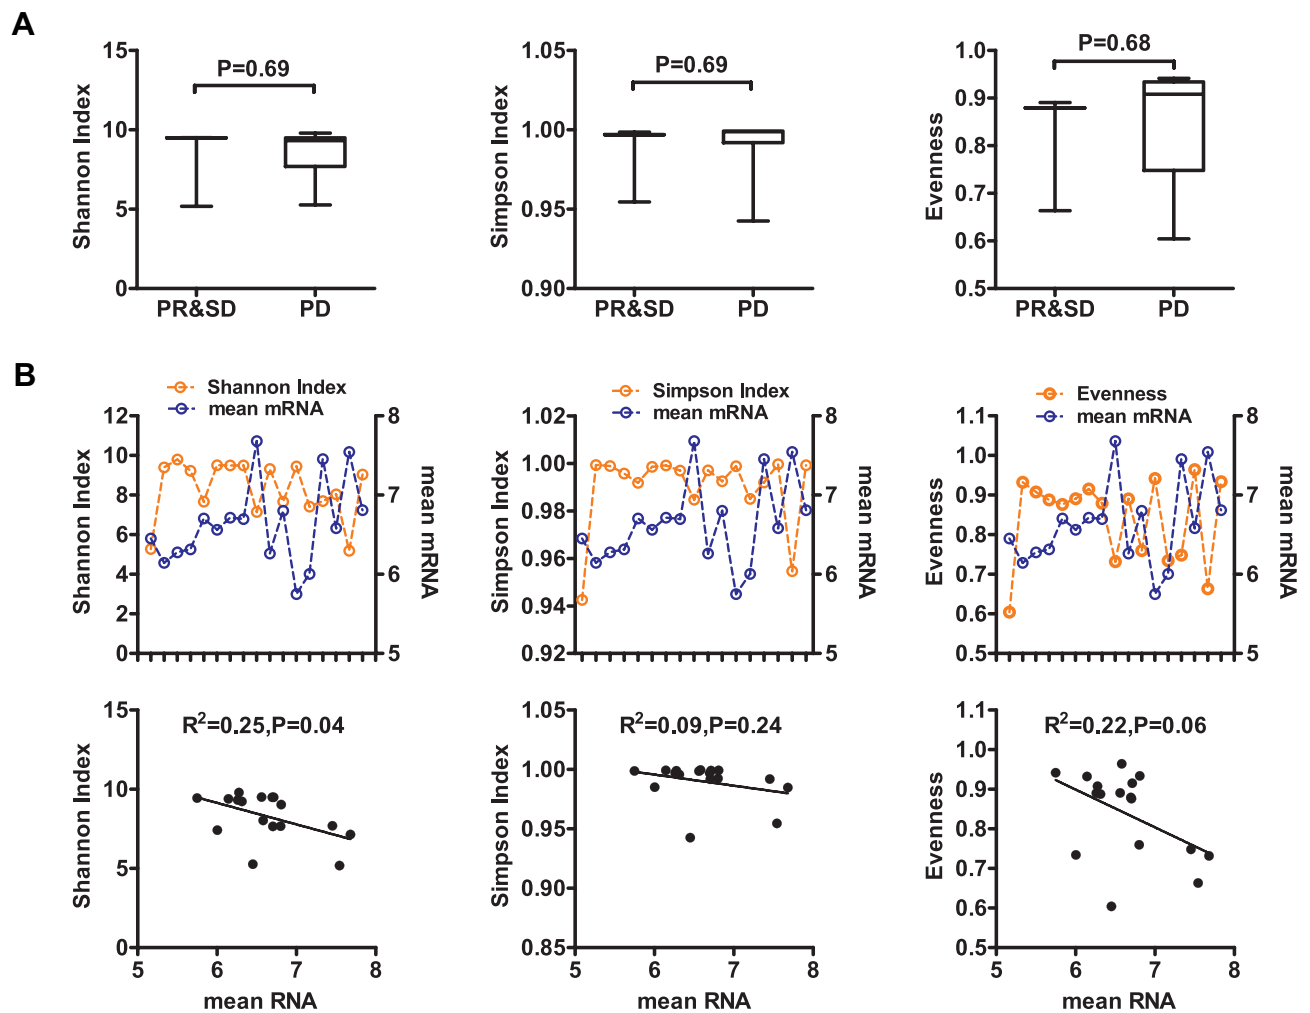 A
15
10
5
0
Shannon Index
P=0.69
PR&SD
PD
1.05
1.00
0.95
0.90
Simpson Index
P=0.69
PR&SD
PD
1.0
0.9
0.8
0.7
0.6
0.5
Evenness
P=0.68
PR&SD
PD
B
Shannon Index
mean mRNA
12
10
8
6
4
2
0
Shannon Index
8
7
6
5
mean mRNA
Simpson Index
mean mRNA
1.02
1.00
0.98
0.96
0.94
0.92
Simpson Index
8
7
6
5
mean mRNA
Evenness
mean mRNA
1.1
1.0
0.9
0.8
0.7
0.6
0.5
Evenness
8
7
6
5
mean mRNA
R²=0.25,P=0.04
15
10
5
0
Shannon Index
5 6 7 8
mean RNA
R²=0.09,P=0.24
1.05
1.00
0.95
0.90
0.85
Simpson Index
5 6 7 8
mean RNA
R²=0.22,P=0.06
1.1
1.0
0.9
0.8
0.7
0.6
0.5
Evenness
5 6 7 8
mean RNA